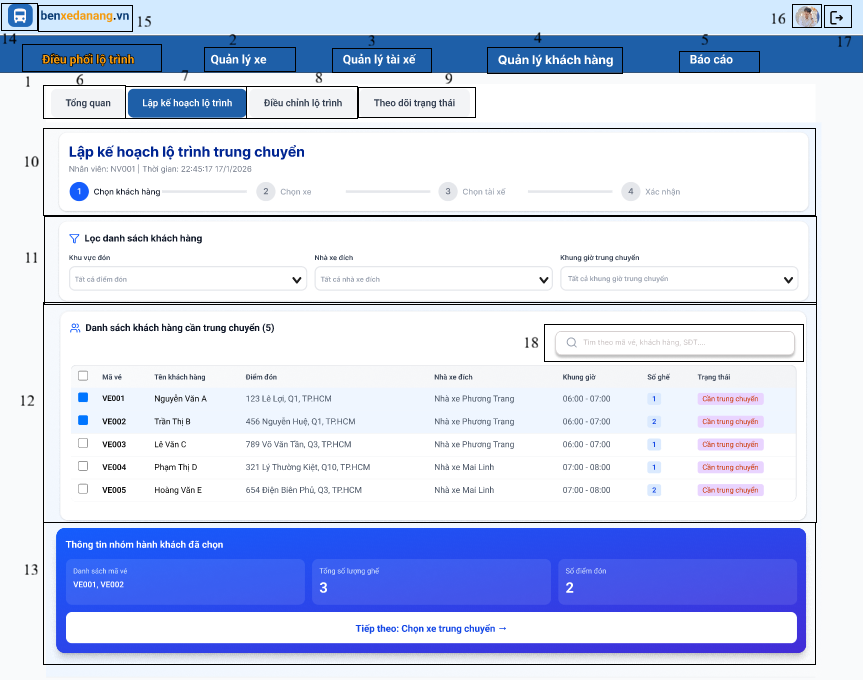 benxedanang.vn
15
16
14
17
2
3
4
5
Điều phối lộ trình
Quản lý xe
Quản lý tài xế
Quản lý khách hàng
Báo cáo
1
6
7
8
9
Tổng quan
Lập kế hoạch lộ trình
Điều chỉnh lộ trình
Theo dõi trạng thái
10
Lập kế hoạch lộ trình trung chuyển
Nhân viên: NV001 | Thời gian: 22:45:17 17/1/2026
1 Chọn khách hàng
2 Chọn xe
3 Chọn tài xế
4 Xác nhận
11
Lọc danh sách khách hàng
Khu vực đón
Nhà xe đích
Khung giờ trung chuyển
Tất cả điểm đón
Tất cả nhà xe đích
Tất cả khung giờ trung chuyển
Danh sách khách hàng cần trung chuyển (5)
18
Tìm theo mã vé, khách hàng, SĐT,...
12
Mã vé Tên khách hàng Điểm đón Nhà xe đích Khung giờ Số ghế Trạng thái
VE001 Nguyễn Văn A 123 Lê Lợi, Q1, TP.HCM Nhà xe Phương Trang 06:00 - 07:00 1 Cần trung chuyển
VE002 Trần Thị B 456 Nguyễn Huệ, Q1, TP.HCM Nhà xe Phương Trang 06:00 - 07:00 2 Cần trung chuyển
VE003 Lê Văn C 789 Võ Văn Tần, Q3, TP.HCM Nhà xe Phương Trang 06:00 - 07:00 1 Cần trung chuyển
VE004 Phạm Thị D 321 Lý Thường Kiệt, Q10, TP.HCM Nhà xe Mai Linh 07:00 - 08:00 1 Cần trung chuyển
VE005 Hoàng Văn E 654 Điện Biên Phủ, Q3, TP.HCM Nhà xe Mai Linh 07:00 - 08:00 2 Cần trung chuyển
13
Thông tin nhóm hành khách đã chọn
Danh sách mã vé
VE001, VE002
Tổng số lượng ghế
3
Số điểm đón
2
Tiếp theo: Chọn xe trung chuyển →